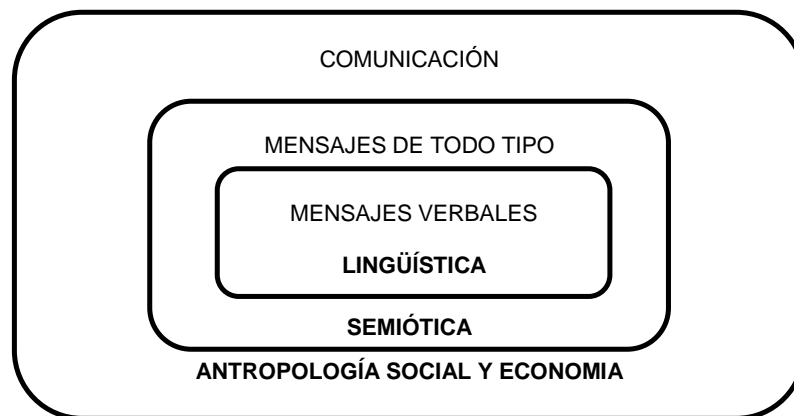 COMUNICACIÓN
MENSAJES DE TODO TIPO
MENSAJES VERBALES
LINGÜÍSTICA
SEMIÓTICA
ANTROPOLOGÍA SOCIAL Y ECONOMIA